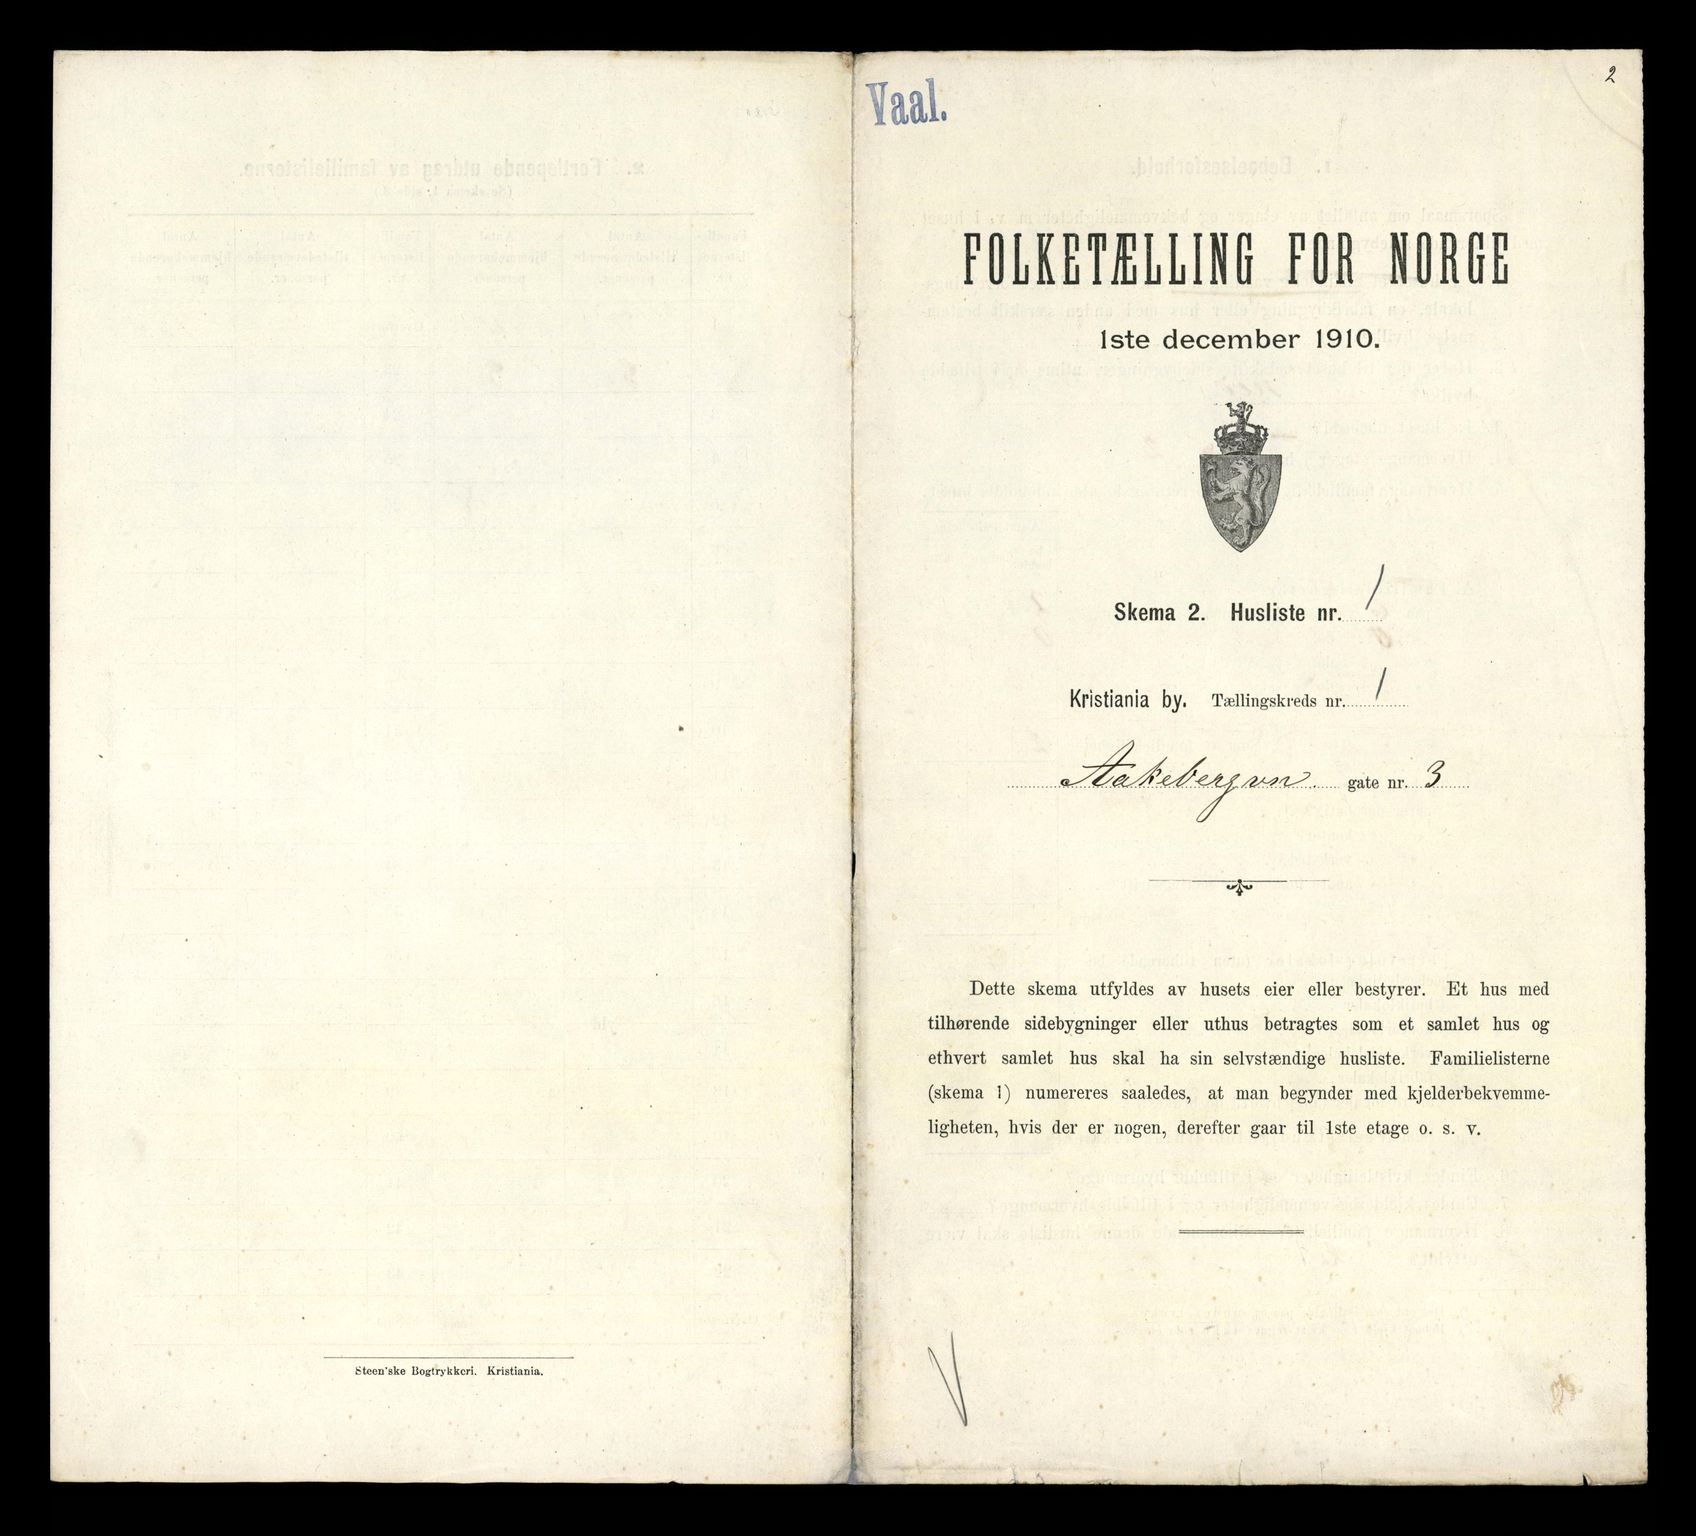 Steen'ske Bogtrykkeri. Kristiania.
Vaal.
2
FOLKETÆLLING FOR NORGE
1ste december 1910.
Skema 2. Husliste nr. 1
Kristiania by. Tællingskreds nr. 1
Aakebergvn. gate nr. 3
Dette skema utfyldes av husets eier eller bestyrer. Et hus med
tilhørende sidebygninger eller uthus betragtes som et samlet hus og
ethvert samlet hus skal ha sin selvstændige husliste. Familielisterne
(skema 1) numereres saaledes, at man begynder med kjelderbekvemme-
ligheten, hvis der er nogen, derefter gaar til 1ste etage o. s. v.